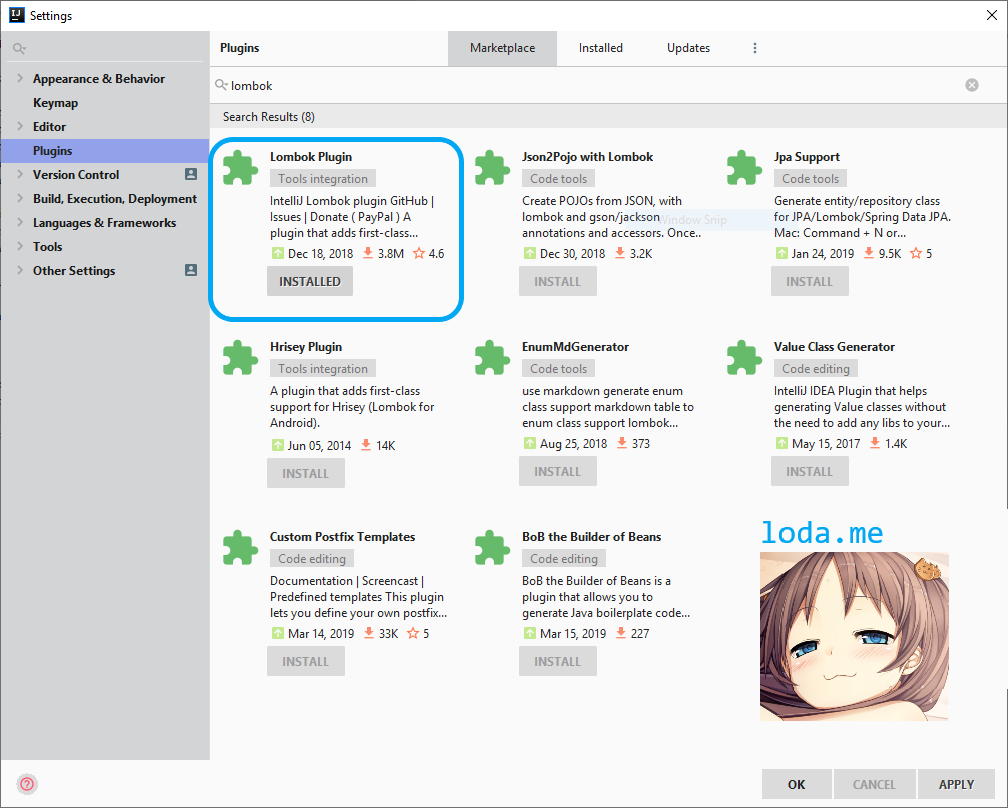 Settings
Plugins
Marketplace
Installed
Updates
lombok
Appearance & Behavior
Keymap
Editor
Plugins
Version Control
Build, Execution, Deployment
Languages & Frameworks
Tools
Other Settings
Search Results (8)
Lombok Plugin
Tools integration
IntelliJ Lombok plugin GitHub |
Issues | Donate ( PayPal ) A
plugin that adds first-class...
Dec 18, 2018 3.8M 4.6
INSTALLED
Json2Pojo with Lombok
Code tools
Create POJOs from JSON, with
lombok and gson/jackson
annotations and accessors. Once..
Dec 30, 2018 3.2K
INSTALL
Window Snip
Jpa Support
Code tools
Generate entity/repository class
for JPA/Lombok/Spring Data JPA.
Mac: Command + N or...
Jan 24, 2019 9.5K 5
INSTALL
Hrisey Plugin
Tools integration
A plugin that adds first-class
support for Hrisey (Lombok for
Android).
Jun 05, 2014 14K
INSTALL
EnumMdGenerator
Code tools
use markdown generate enum
class support markdown table to
enum class support lombok...
Aug 25, 2018 373
INSTALL
Value Class Generator
Code editing
IntelliJ IDEA Plugin that helps
generating Value classes without
the need to add any libs to your...
May 15, 2017 1.4K
INSTALL
Custom Postfix Templates
Code editing
Documentation | Screencast |
Predefined templates This plugin
lets you define your own postfix...
Mar 14, 2019 33K 5
INSTALL
BoB the Builder of Beans
Code editing
BoB the Builder of Beans is a
plugin that allows you to
generate Java boilerplate code...
Mar 15, 2019 227
INSTALL
loda.me
OK
CANCEL
APPLY